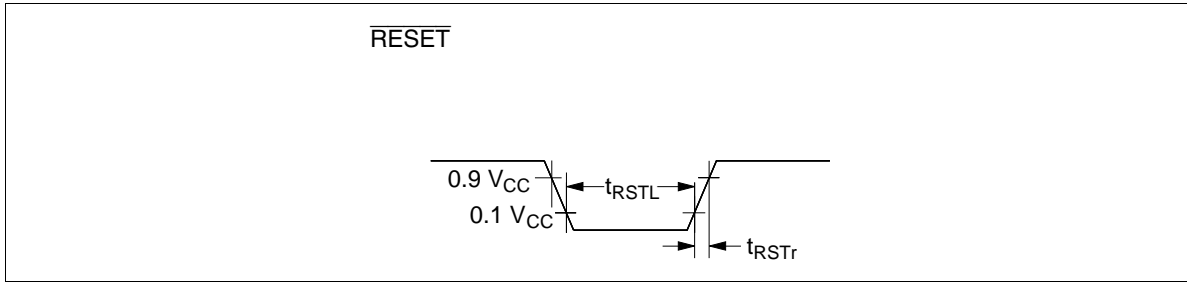 RESET
0.9 VCC
tRSTL
0.1 VCC
tRSTr